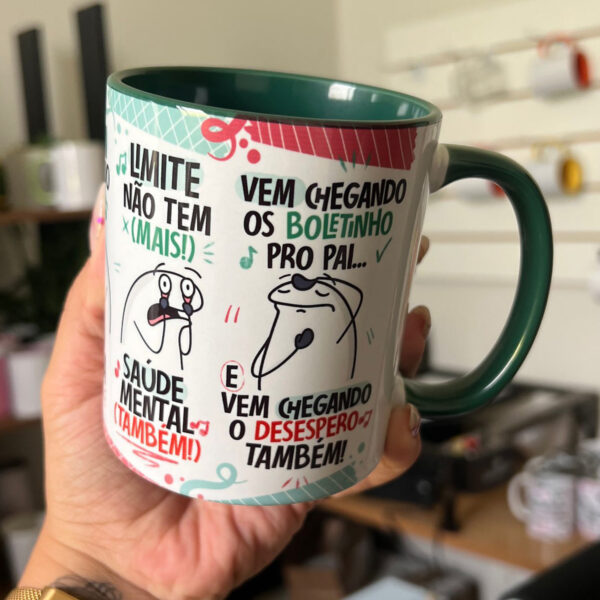 LIMITE
NÃO TEM
(MAIS!)
SAÚDE
MENTAL
(TAMBÉM!)
VEM CHEGANDO
OS BOLETINHO
PRO PAI...
E
VEM CHEGANDO
O DESESPERO
TAMBÉM!